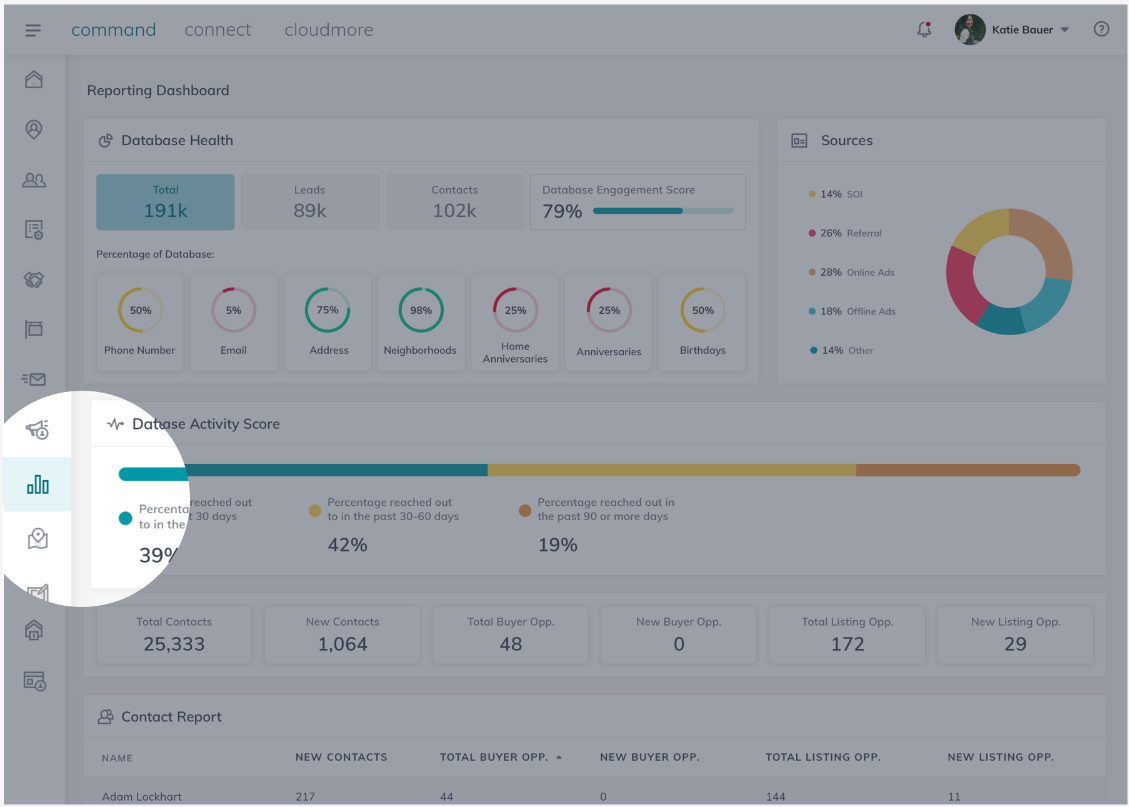 command connect cloudmore
Katie Bauer
Reporting Dashboard
Database Health
Total
191k
Leads
89k
Contacts
102k
Database Engagement Score
79%
Percentage of Database:
50%
Phone Number
5%
Email
75%
Address
98%
Neighborhoods
25%
Home
Anniversaries
25%
Anniversaries
50%
Birthdays
Sources
14% SOI
26% Referral
28% Online Ads
18% Offline Ads
14% Other
Database Activity Score
Percenta reached out
to in the t 30 days
39%
Percentage reached out
to in the past 30-60 days
42%
Percentage reached out in
the past 90 or more days
19%
Total Contacts
25,333
New Contacts
1,064
Total Buyer Opp.
48
New Buyer Opp.
0
Total Listing Opp.
172
New Listing Opp.
29
Contact Report
NAME NEW CONTACTS TOTAL BUYER OPP. NEW BUYER OPP. TOTAL LISTING OPP. NEW LISTING OPP.
Adam Lockhart 217 44 0 144 11